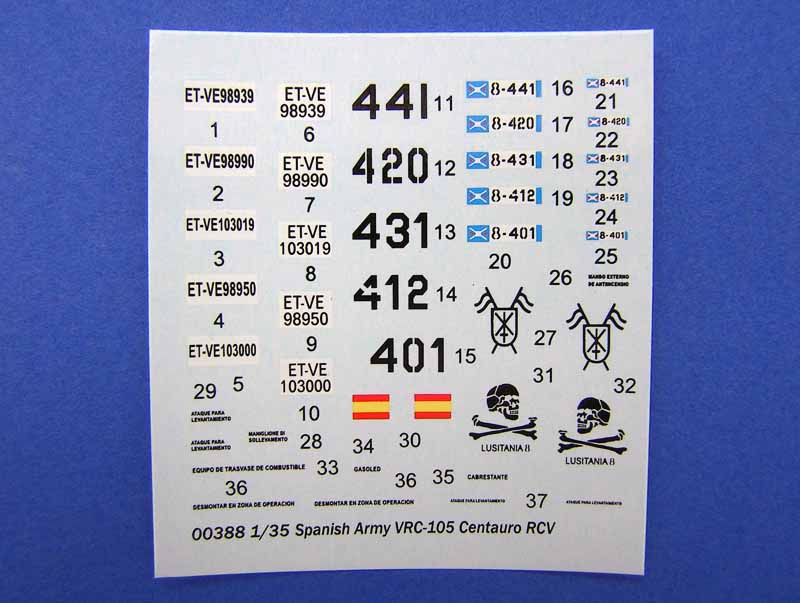 ET-VE98939
1
ET-VE
98939
6
441 11
8-441 16
8-441
21
ET-VE98990
2
ET-VE
98990
7
420 12
8-420 17
8-420
22
ET-VE103019
3
ET-VE
103019
8
431 13
8-431 18
8-431
23
ET-VE98950
4
ET-VE
98950
9
412 14
8-412 19
8-412
24
ET-VE103000
5
ET-VE
103000
10
401 15
8-401
20
8-401
25
26
MANDO EXTERNO
DE ANTIINCENDIO
27
31
32
29
ATAQUE PARA
LEVANTAMIENTO
ATAQUE PARA
LEVANTAMIENTO
MANIGLIONE DI
SOLLEVAMENTO
28
34
30
LUSITANIA 8
LUSITANIA 8
EQUIPO DE TRASVASE DE COMBUSTIBLE 33
GASOLEO
36
35
CABRESTANTE
36
37
DESMONTAR EN ZONA DE OPERACION
DESMONTAR EN ZONA DE OPERACION
ATAQUE PARA LEVANTAMIENTO
ATAQUE PARA LEVANTAMIENTO
00388 1/35 Spanish Army VRC-105 Centauro RCV